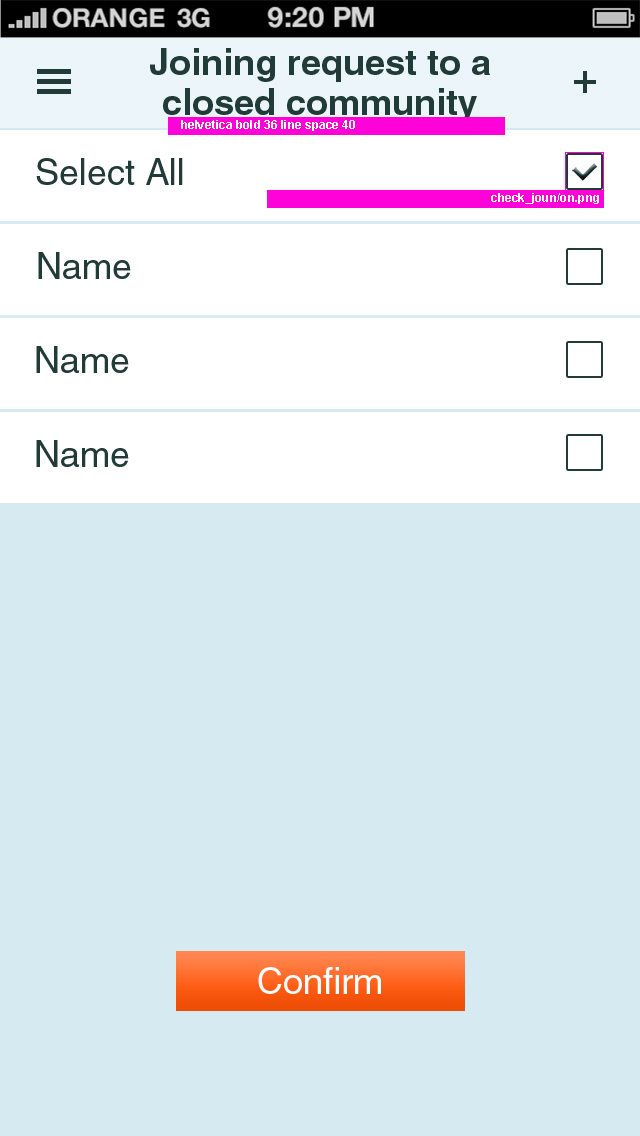 ORANGE 3G 9:20 PM
Joining request to a
closed community
helvetica bold 36 line space 40
Select All
check_joun/on.png
Name
Name
Name
Confirm